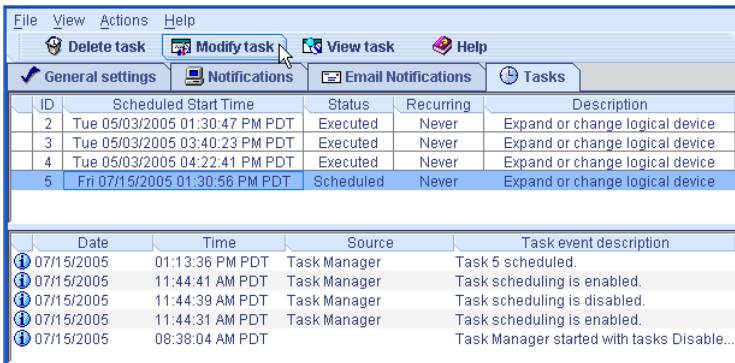 File View Actions Help
Delete task Modify task View task Help
General settings Notifications Email Notifications Tasks
ID Scheduled Start Time Status Recurring Description
2 Tue 05/03/2005 01:30:47 PM PDT Executed Never Expand or change logical device
3 Tue 05/03/2005 03:40:23 PM PDT Executed Never Expand or change logical device
4 Tue 05/03/2005 04:22:41 PM PDT Executed Never Expand or change logical device
5 Fri 07/15/2005 01:30:56 PM PDT Scheduled Never Expand or change logical device
Date Time Source Task event description
07/15/2005 01:13:36 PM PDT Task Manager Task 5 scheduled.
07/15/2005 11:44:41 AM PDT Task Manager Task scheduling is enabled.
07/15/2005 11:44:39 AM PDT Task Manager Task scheduling is disabled.
07/15/2005 11:44:31 AM PDT Task Manager Task scheduling is enabled.
07/15/2005 08:38:04 AM PDT Task Manager started with tasks Disable...